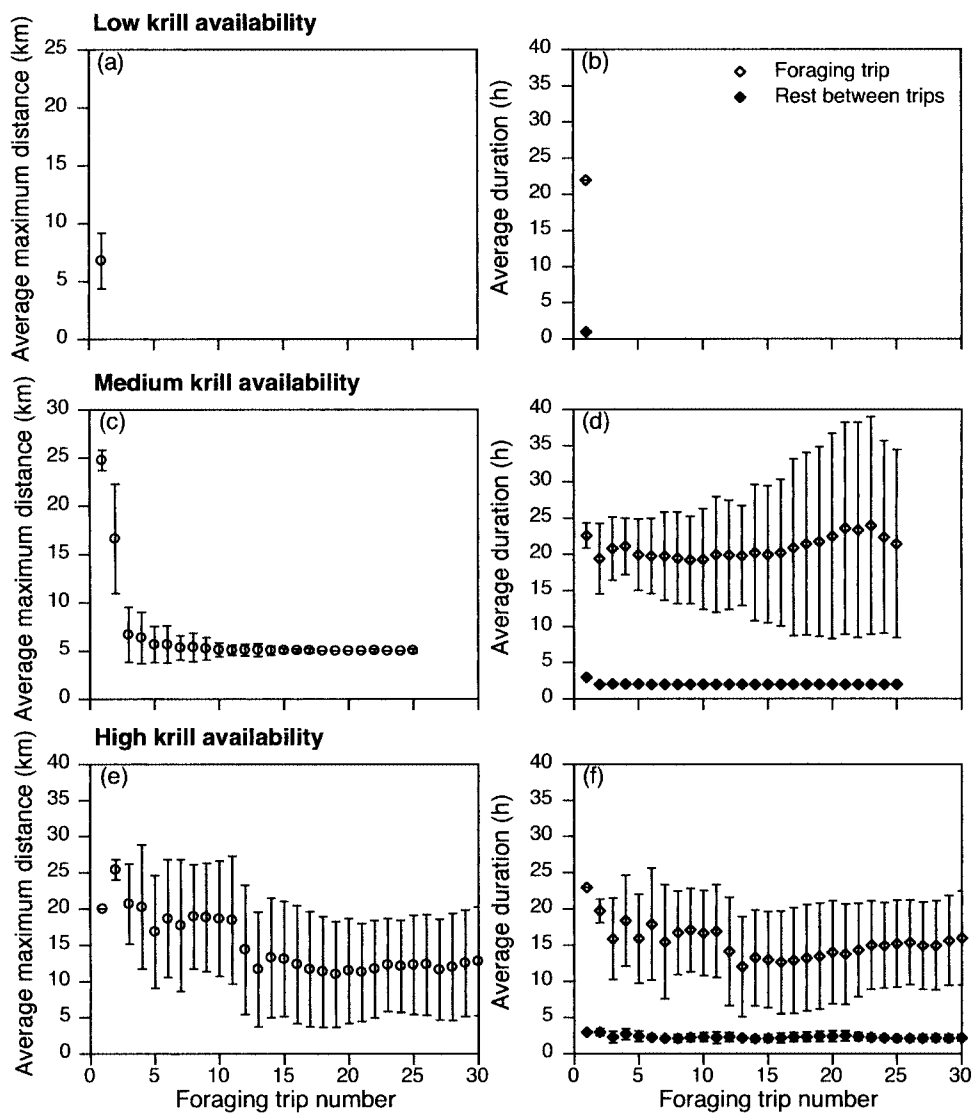 Low krill availability
Average maximum distance (km)
25
20
15
10
5
0
(a)
Average duration (h)
40
35
30
25
20
15
10
5
0
(b)
Foraging trip
Rest between trips
Medium krill availability
Average maximum distance (km)
30
25
20
15
10
5
0
(c)
Average duration (h)
40
35
30
25
20
15
10
5
0
(d)
High krill availability
Average maximum distance (km)
40
35
30
25
20
15
10
5
0
(e)
0 5 10 15 20 25 30
Foraging trip number
Average duration (h)
40
35
30
25
20
15
10
5
0
(f)
0 5 10 15 20 25 30
Foraging trip number